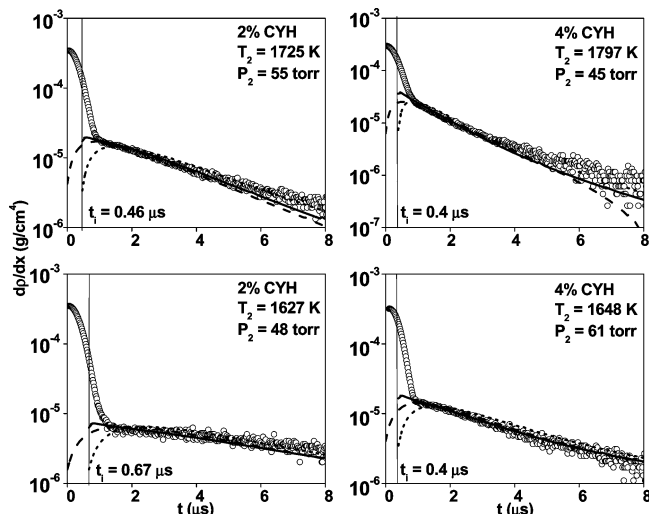 dρ/dx (g/cm⁴)
10⁻³
10⁻⁴
10⁻⁵
10⁻⁶
0 2 4 6 8
2% CYH
T₂ = 1725 K
P₂ = 55 torr
tᵢ = 0.46 μs
10⁻³
10⁻⁴
10⁻⁵
10⁻⁶
10⁻⁷
0 2 4 6 8
4% CYH
T₂ = 1797 K
P₂ = 45 torr
tᵢ = 0.4 μs
10⁻³
10⁻⁴
10⁻⁵
10⁻⁶
0 2 4 6 8
2% CYH
T₂ = 1627 K
P₂ = 48 torr
tᵢ = 0.67 μs
t (μs)
10⁻³
10⁻⁴
10⁻⁵
10⁻⁶
0 2 4 6 8
4% CYH
T₂ = 1648 K
P₂ = 61 torr
tᵢ = 0.4 μs
t (μs)